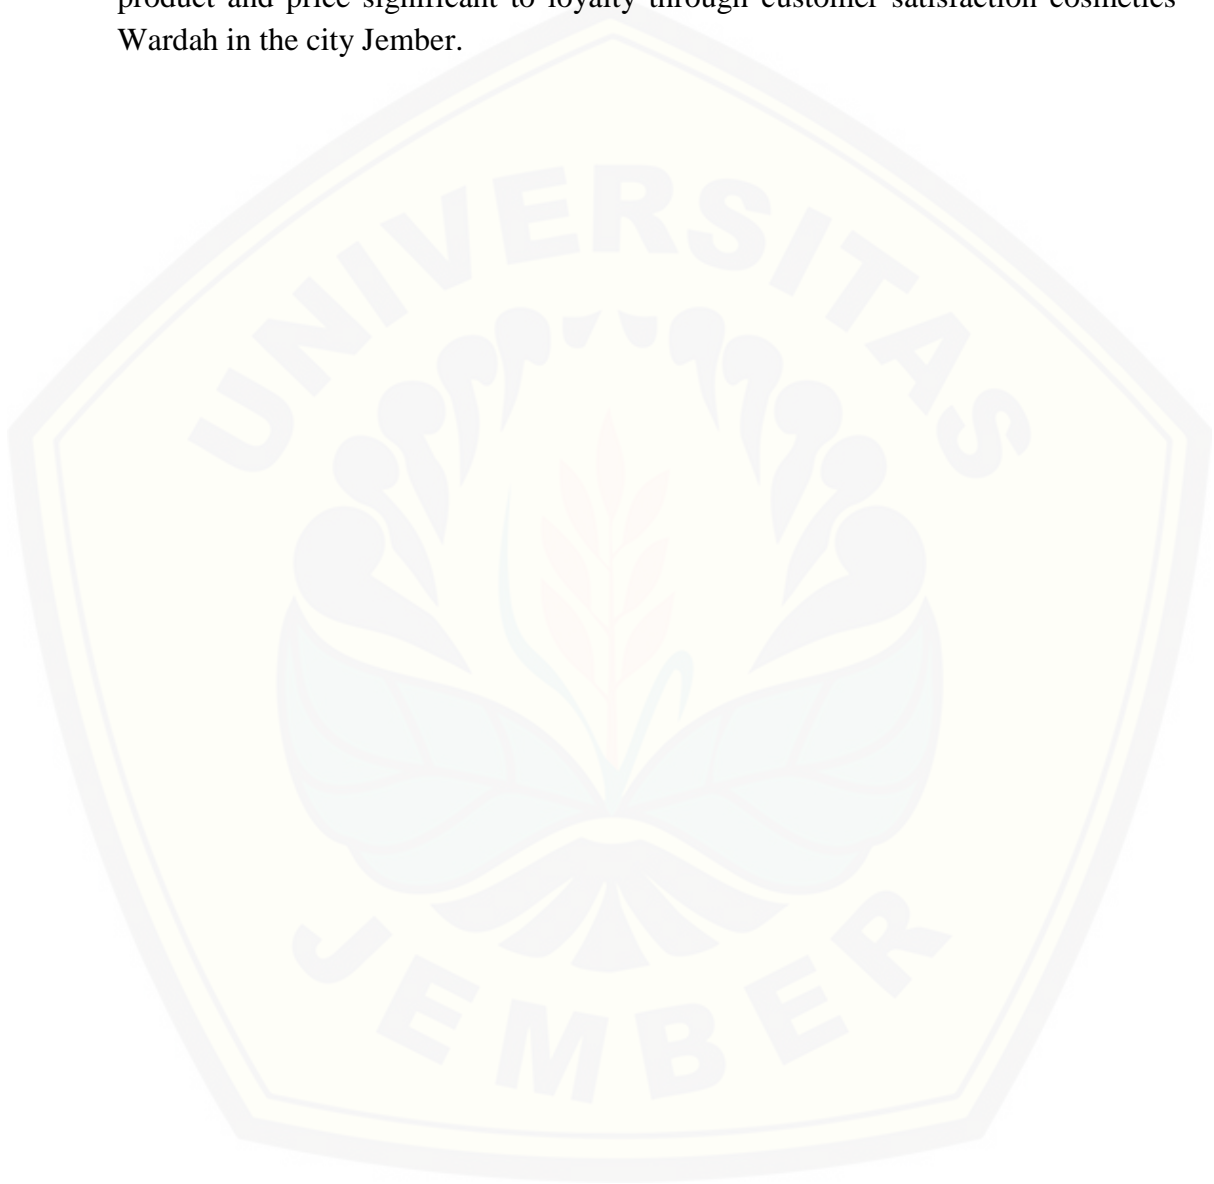 product and price significant to loyalty through customer satisfaction cosmetics
Wardah in the city Jember.
UNIVERSITAS
JEMBER